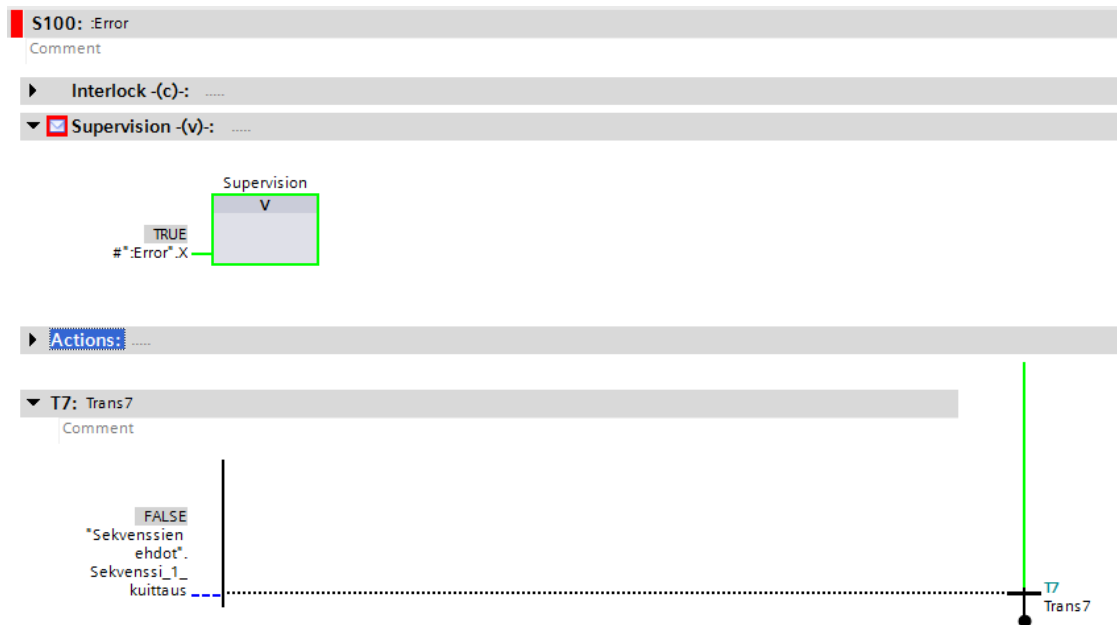 S100: :Error
Comment
Interlock -(c)-: .....
Supervision -(v)-: .....
Supervision
V
TRUE
#":Error".X
Actions: .....
T7: Trans7
Comment
FALSE
"Sekvenssien
ehdot".
Sekvenssi_1_
kuittaus
T7
Trans7